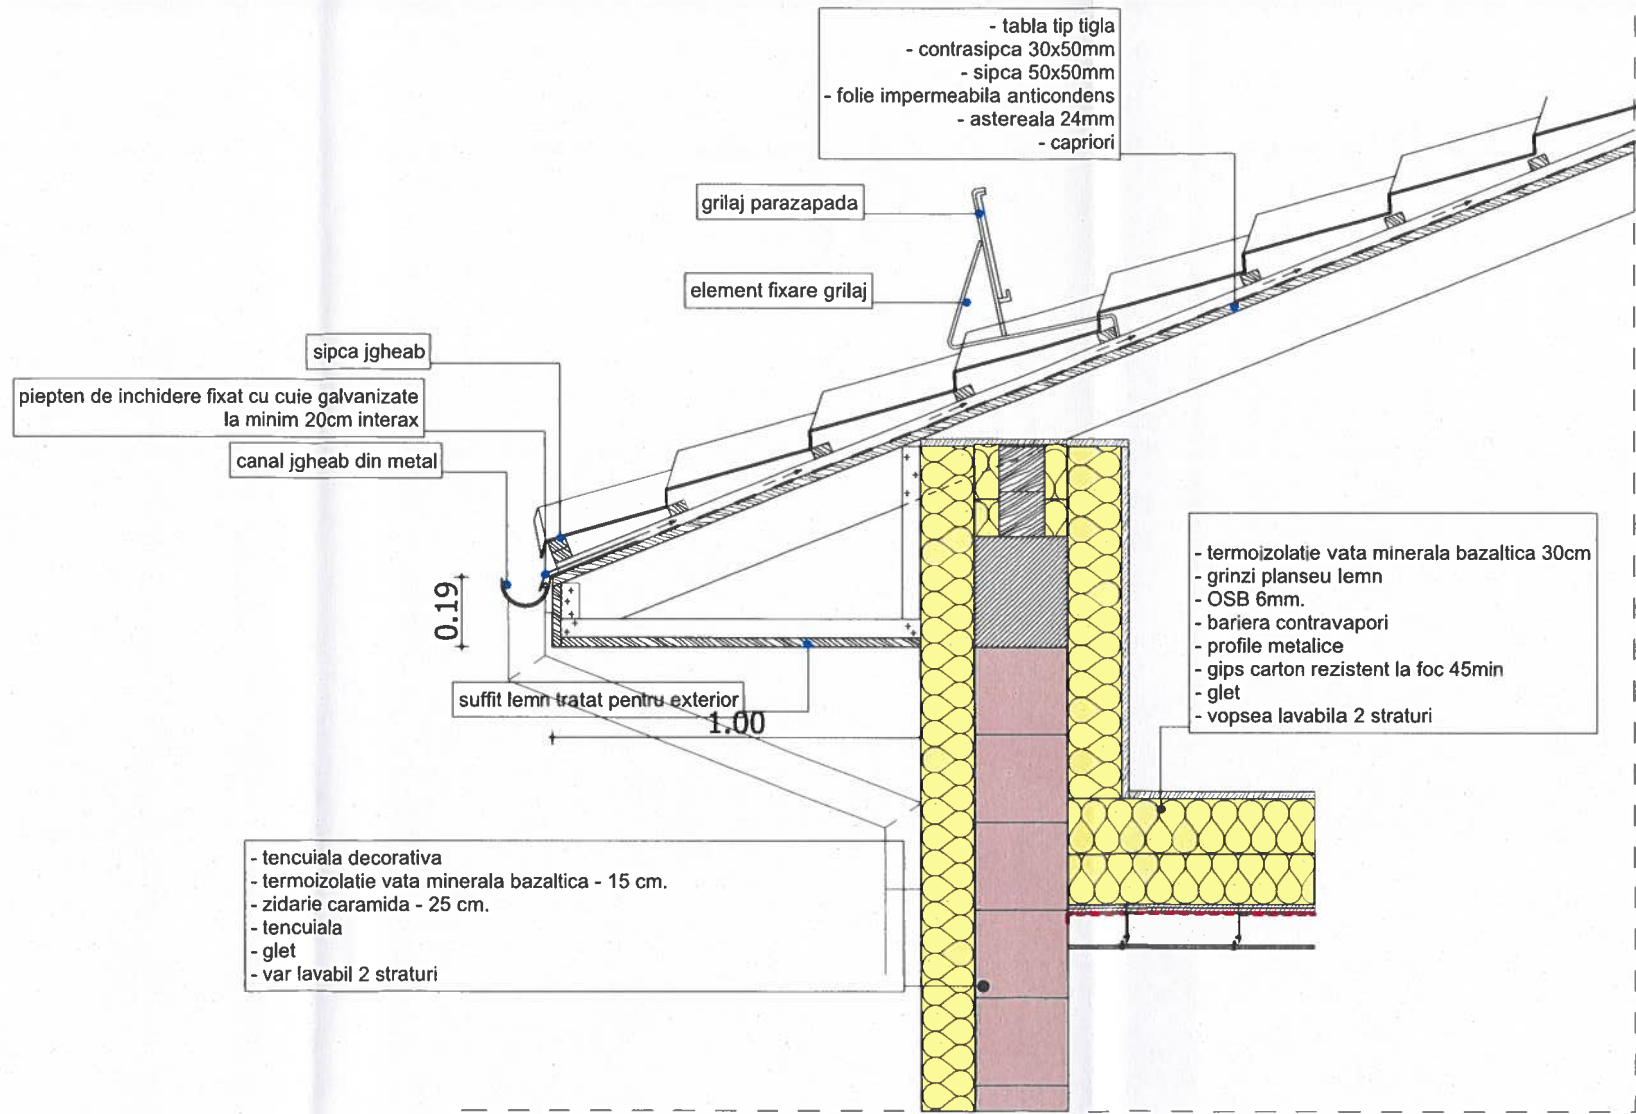 - tabla tip tigla
- contrasipca 30x50mm
- sipca 50x50mm
- folie impermeabila anticondens
- astereala 24mm
- capriori
grilaj parazapada
element fixare grilaj
sipca jgheab
piepten de inchidere fixat cu cuie galvanizate
la minim 20cm interax
canal jgheab din metal
0.19
suffit lemn tratat pentru exterior
1.00
- termoizolatie vata minerala bazaltica 30cm
- grinzi planseu lemn
- OSB 6mm.
- bariera contravapori
- profile metalice
- gips carton rezistent la foc 45min
- glet
- vopsea lavabila 2 straturi
- tencuiala decorativa
- termoizolatie vata minerala bazaltica - 15 cm.
- zidarie caramida - 25 cm.
- tencuiala
- glet
- var lavabil 2 straturi